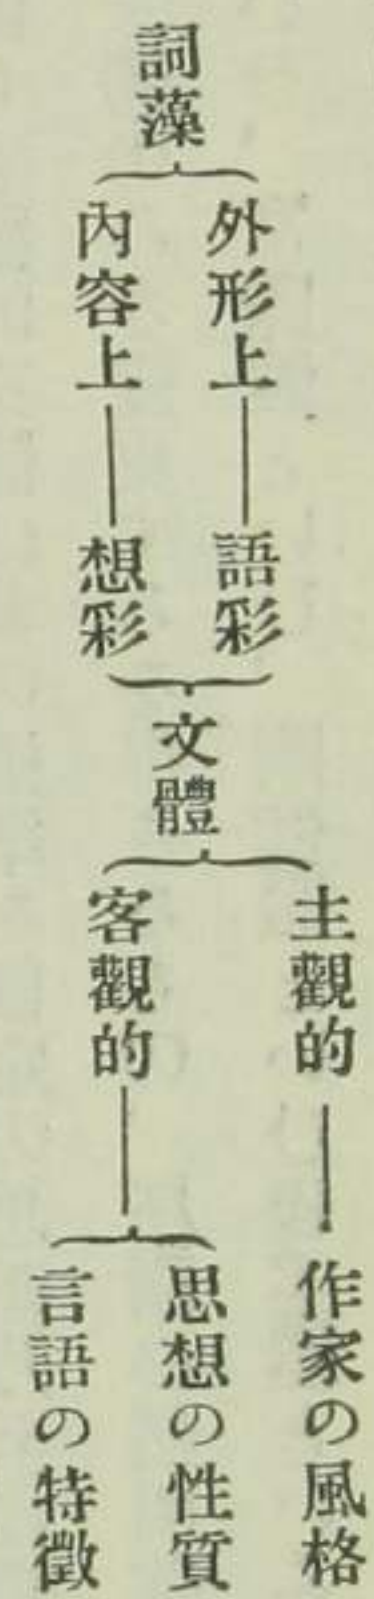 詞藻
外形上――語彩
內容上――想彩
文體
主觀的――作家の風格
客觀的――
思想の性質
言語の特徵